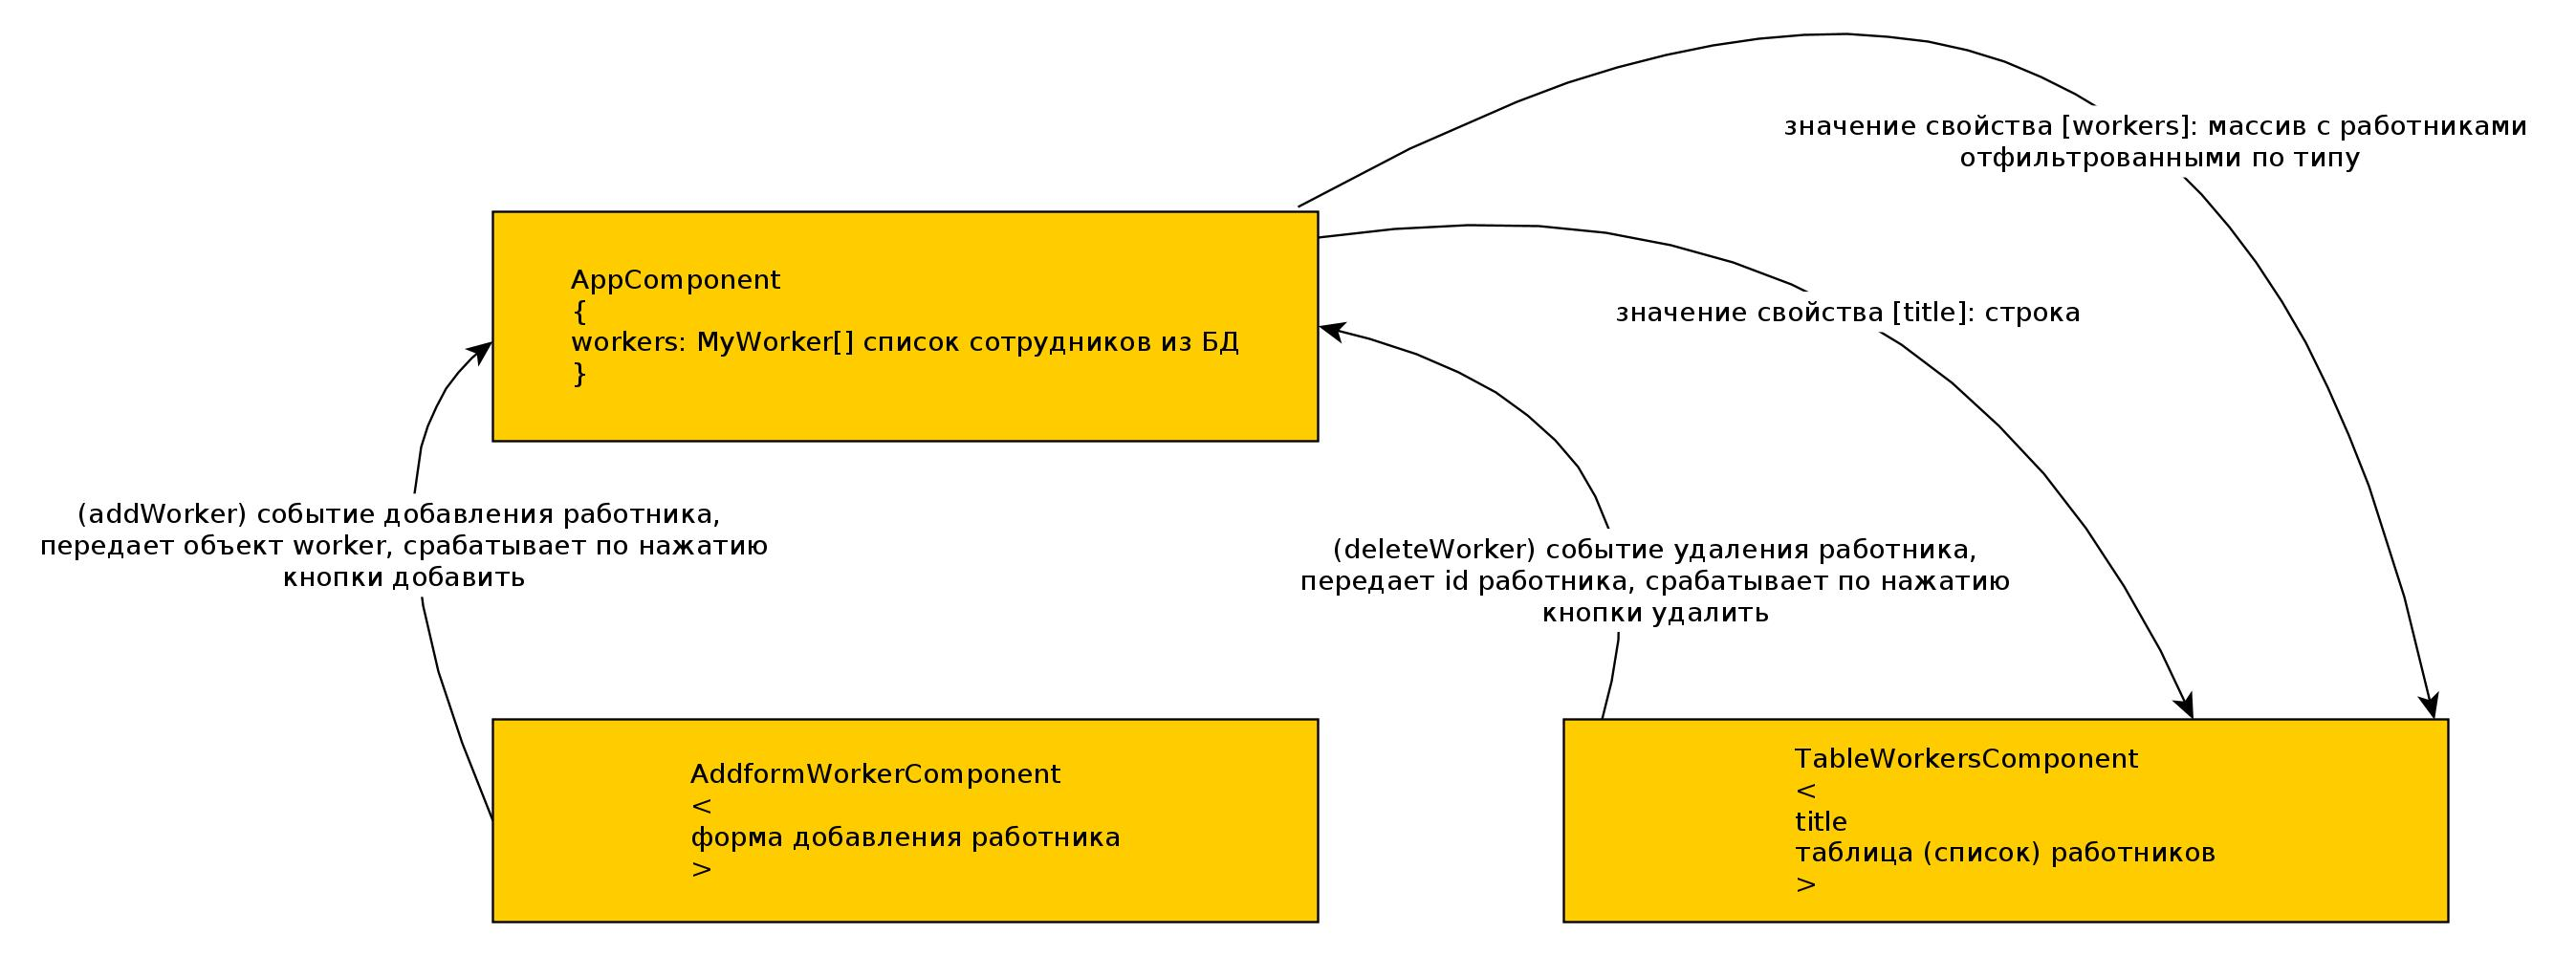 значение свойства [workers]: массив с работниками
отфильтрованными по типу
AppComponent
{
workers: MyWorker[] список сотрудников из БД
}
значение свойства [title]: строка
(addWorker) событие добавления работника,
передает объект worker, срабатывает по нажатию
кнопки добавить
(deleteWorker) событие удаления работника,
передает id работника, срабатывает по нажатию
кнопки удалить
AddformWorkerComponent
<
форма добавления работника
>
TableWorkersComponent
<
title
таблица (список) работников
>